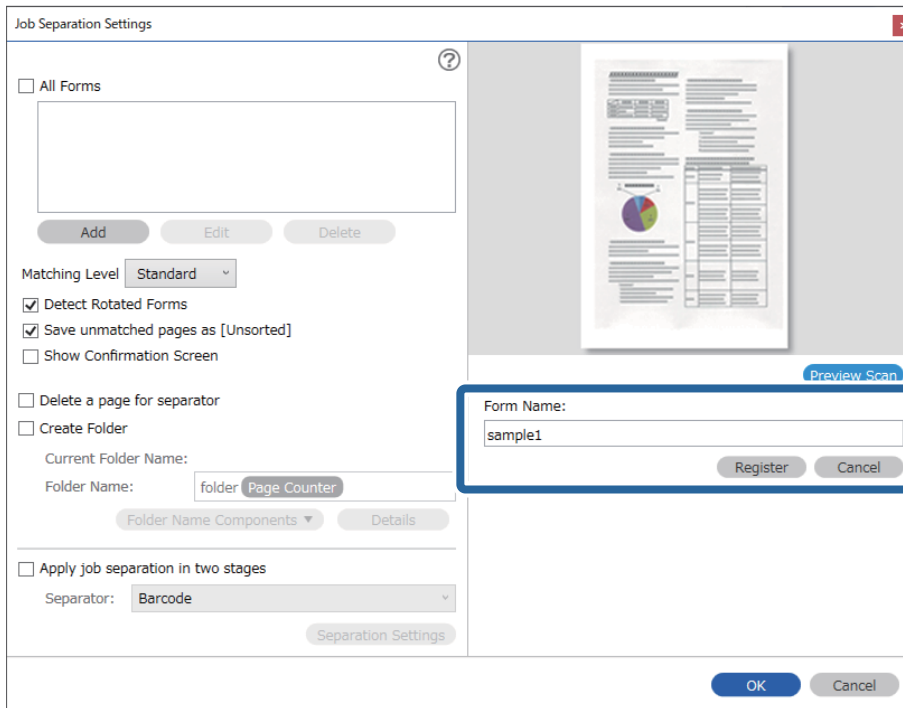 Job Separation Settings
All Forms
Add
Edit
Delete
Matching Level
Standard
Detect Rotated Forms
Save unmatched pages as [Unsorted]
Show Confirmation Screen
Delete a page for separator
Create Folder
Current Folder Name:
Folder Name:
folder Page Counter
Folder Name Components
Details
Apply job separation in two stages
Separator:
Barcode
Separation Settings
?
Preview Scan
Form Name:
sample1
Register
Cancel
OK
Cancel